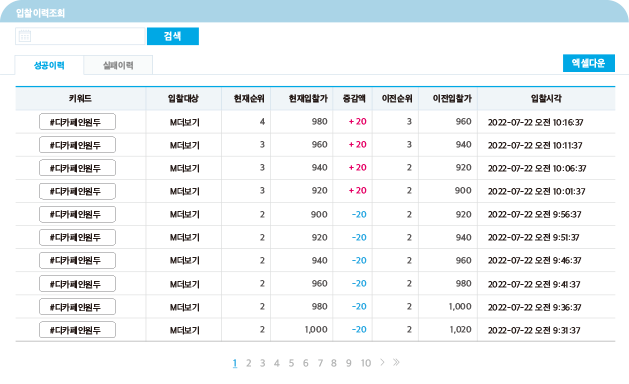 입찰이력조회
검색
성공이력 실패이력 엑셀다운
키워드 입찰대상 현재순위 현재입찰가 증감액 이전순위 이전입찰가 입찰시각
#디카페인원두 M더보기 4 980 + 20 3 960 2022-07-22 오전 10:16:37
#디카페인원두 M더보기 3 960 + 20 3 940 2022-07-22 오전 10:11:37
#디카페인원두 M더보기 3 940 + 20 2 920 2022-07-22 오전 10:06:37
#디카페인원두 M더보기 3 920 + 20 2 900 2022-07-22 오전 10:01:37
#디카페인원두 M더보기 2 900 -20 2 920 2022-07-22 오전 9:56:37
#디카페인원두 M더보기 2 920 -20 2 940 2022-07-22 오전 9:51:37
#디카페인원두 M더보기 2 940 -20 2 960 2022-07-22 오전 9:46:37
#디카페인원두 M더보기 2 960 -20 2 980 2022-07-22 오전 9:41:37
#디카페인원두 M더보기 2 980 -20 2 1,000 2022-07-22 오전 9:36:37
#디카페인원두 M더보기 2 1,000 -20 2 1,020 2022-07-22 오전 9:31:37
1 2 3 4 5 6 7 8 9 10 > >>